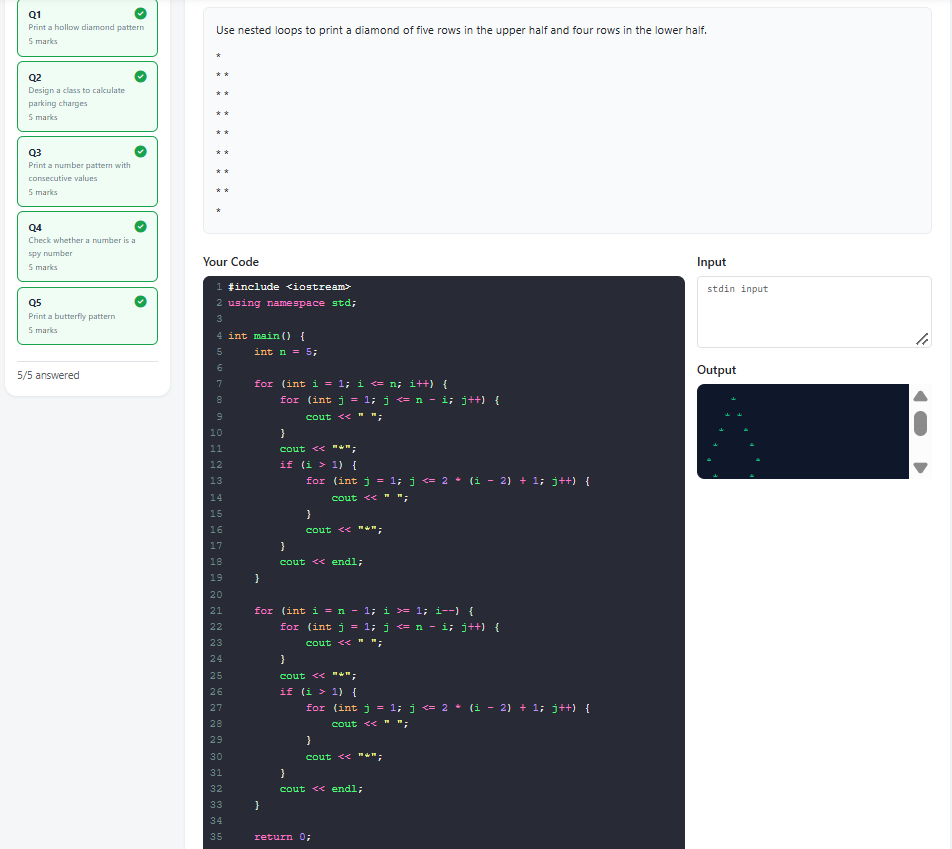 Q1
Print a hollow diamond pattern
5 marks
Q2
Design a class to calculate
parking charges
5 marks
Q3
Print a number pattern with
consecutive values
5 marks
Q4
Check whether a number is a
spy number
5 marks
Q5
Print a butterfly pattern
5 marks
5/5 answered
Use nested loops to print a diamond of five rows in the upper half and four rows in the lower half.
*
* *
* *
* *
* *
* *
* *
* *
*
Your Code
1 #include <iostream>
2 using namespace std;
3
4 int main() {
5     int n = 5;
6
7     for (int i = 1; i <= n; i++) {
8         for (int j = 1; j <= n - i; j++) {
9             cout << " ";
10         }
11         cout << "*";
12         if (i > 1) {
13             for (int j = 1; j <= 2 * (i - 2) + 1; j++) {
14                 cout << " ";
15             }
16             cout << "*";
17         }
18         cout << endl;
19     }
20
21     for (int i = n - 1; i >= 1; i--) {
22         for (int j = 1; j <= n - i; j++) {
23             cout << " ";
24         }
25         cout << "*";
26         if (i > 1) {
27             for (int j = 1; j <= 2 * (i - 2) + 1; j++) {
28                 cout << " ";
29             }
30             cout << "*";
31         }
32         cout << endl;
33     }
34
35     return 0;
Input
stdin input
Output
    *
   * *
  *   *
 *     *
*       *
 *     *